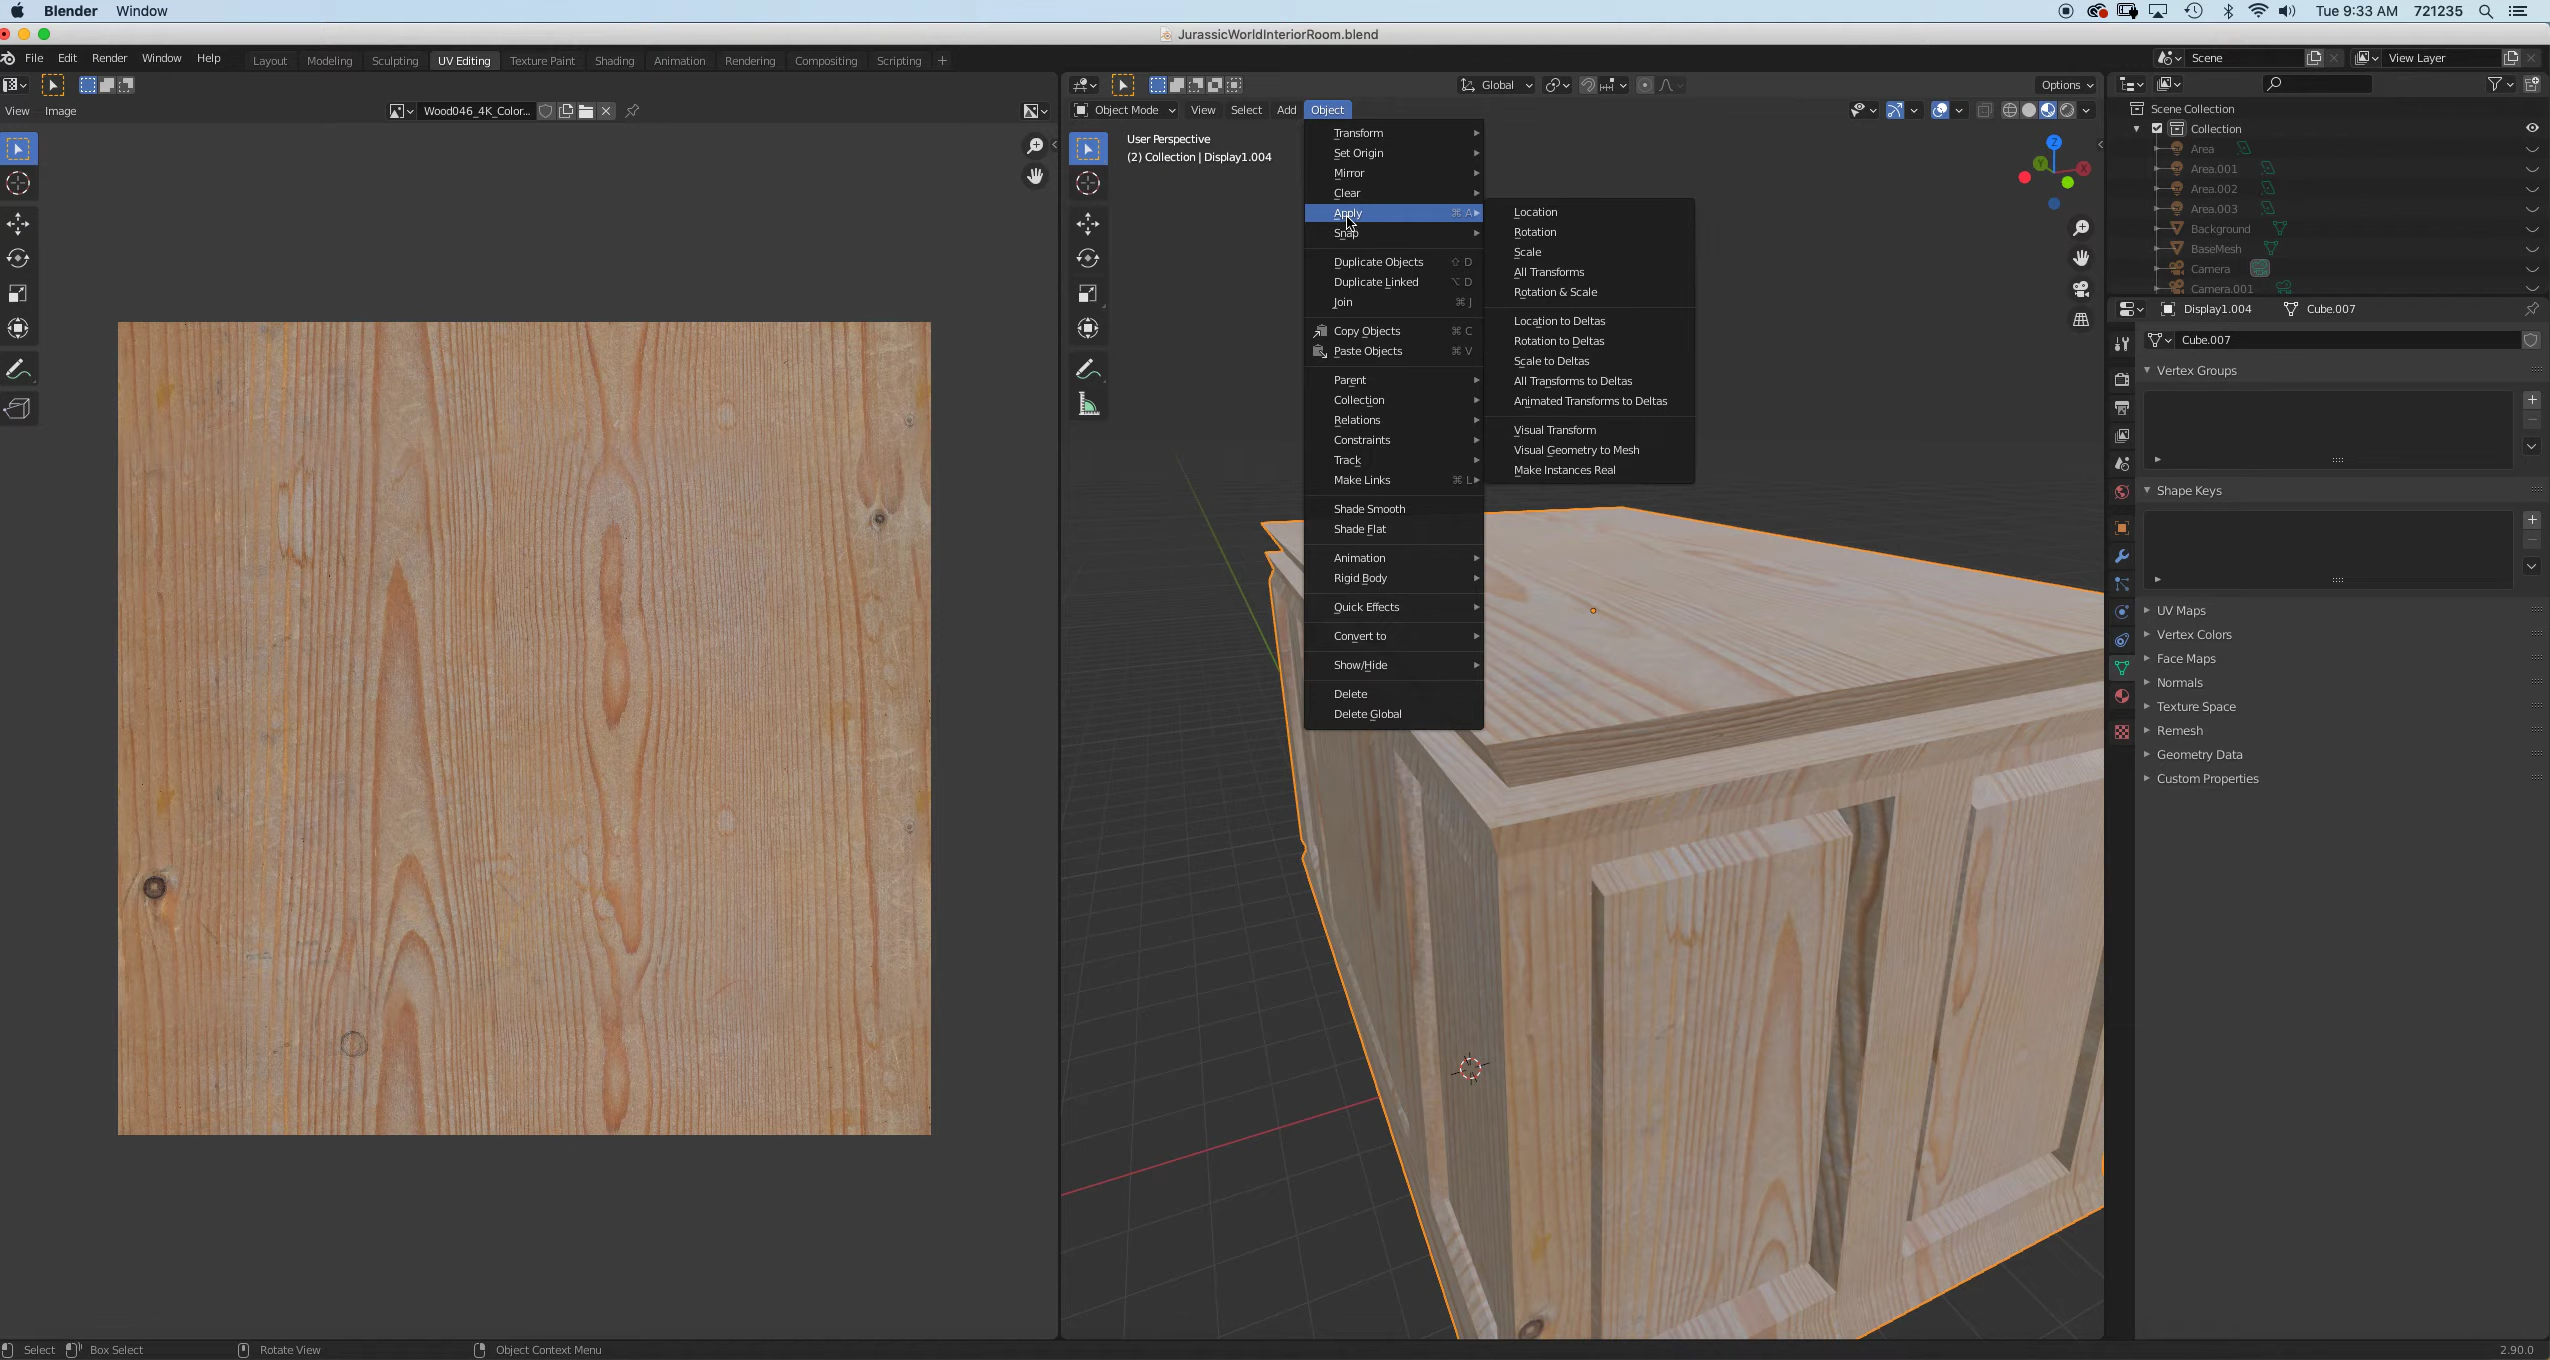 Blender Window Tue 9:33 AM 721235
JurassicWorldInteriorRoom.blend
File Edit Render Window Help Layout Modeling Sculpting UV Editing Texture Paint Shading Animation Rendering Compositing Scripting + Scene View Layer
Global Options
View Image Wood046_4K_Color... Object Mode View Select Add Object
User Perspective
(2) Collection | Display1.004
Transform
Set Origin
Mirror
Clear
Apply ⌘ A
Snap
Duplicate Objects ⇧ D
Duplicate Linked ⌥ D
Join ⌘ J
Copy Objects ⌘ C
Paste Objects ⌘ V
Parent
Collection
Relations
Constraints
Track
Make Links ⌘ L
Shade Smooth
Shade Flat
Animation
Rigid Body
Quick Effects
Convert to
Show/Hide
Delete
Delete Global
Location
Rotation
Scale
All Transforms
Rotation & Scale
Location to Deltas
Rotation to Deltas
Scale to Deltas
All Transforms to Deltas
Animated Transforms to Deltas
Visual Transform
Visual Geometry to Mesh
Make Instances Real
Z
Y
X
Scene Collection
Collection
Area
Area.001
Area.002
Area.003
Background
BaseMesh
Camera
Camera.001
Display1.004 Cube.007
Cube.007
Vertex Groups
Shape Keys
UV Maps
Vertex Colors
Face Maps
Normals
Texture Space
Remesh
Geometry Data
Custom Properties
Select Box Select Rotate View Object Context Menu 2.90.0